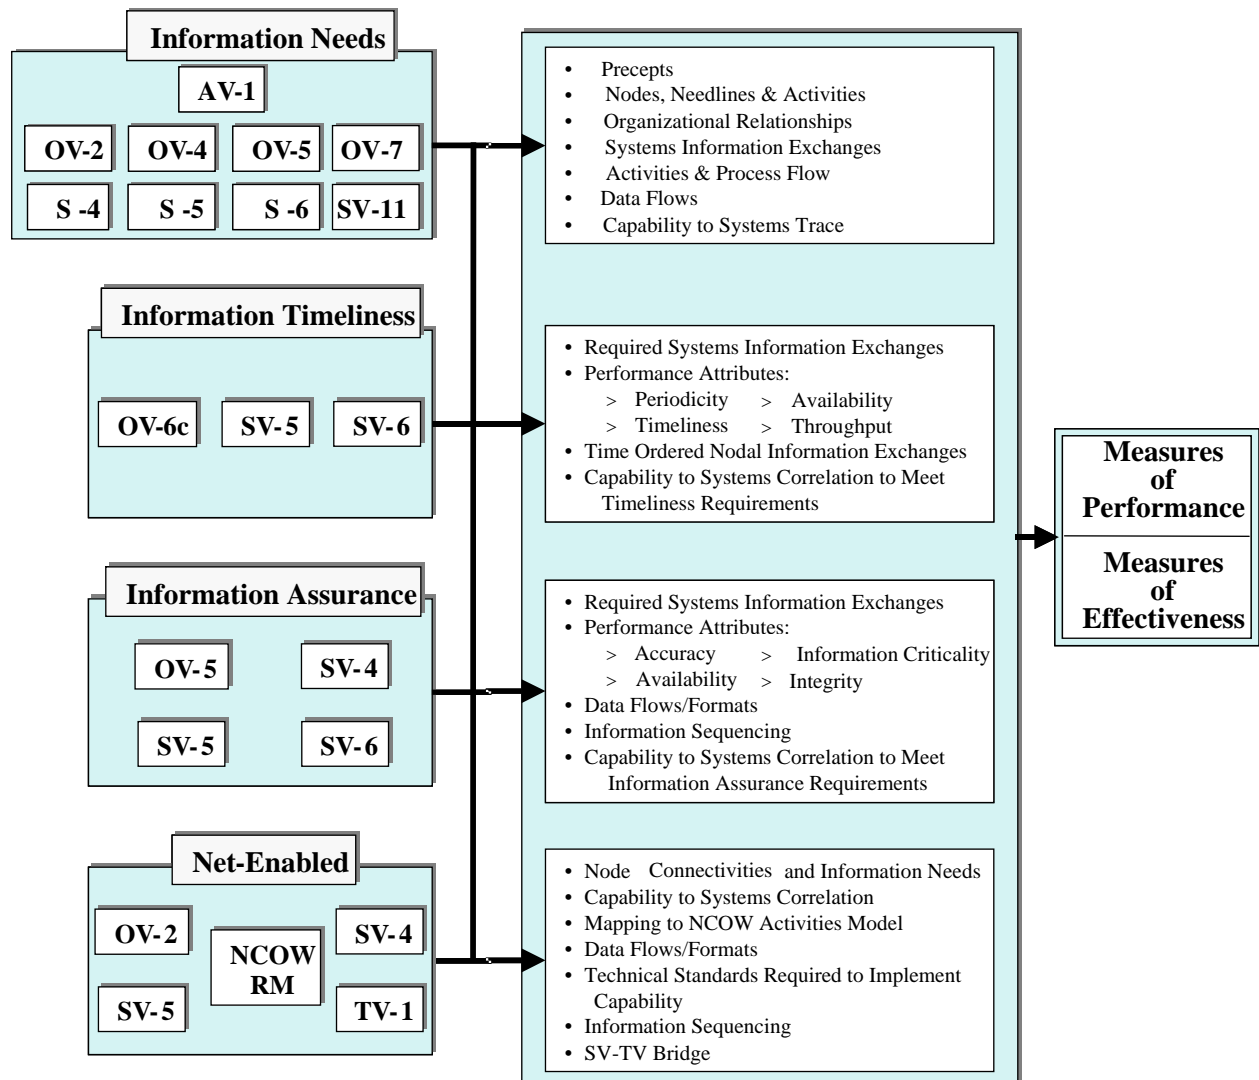 Information Needs
AV-1
OV-2 OV-4 OV-5 OV-7
S -4 S -5 S -6 SV-11
• Precepts
• Nodes, Needlines & Activities
• Organizational Relationships
• Systems Information Exchanges
• Activities & Process Flow
• Data Flows
• Capability to Systems Trace
Information Timeliness
OV-6c SV-5 SV-6
• Required Systems Information Exchanges
• Performance Attributes:
> Periodicity > Availability
> Timeliness > Throughput
• Time Ordered Nodal Information Exchanges
• Capability to Systems Correlation to Meet
Timeliness Requirements
Information Assurance
OV-5 SV-4
SV-5 SV-6
• Required Systems Information Exchanges
• Performance Attributes:
> Accuracy > Information Criticality
> Availability > Integrity
• Data Flows/Formats
• Information Sequencing
• Capability to Systems Correlation to Meet
Information Assurance Requirements
Net-Enabled
OV-2 SV-4
NCOW
RM
SV-5 TV-1
• Node Connectivities and Information Needs
• Capability to Systems Correlation
• Mapping to NCOW Activities Model
• Data Flows/Formats
• Technical Standards Required to Implement
Capability
• Information Sequencing
• SV-TV Bridge
Measures
of
Performance
Measures
of
Effectiveness